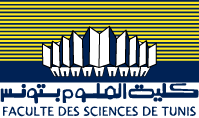 كلية العلوم بتونس
FACULTE DES SCIENCES DE TUNIS